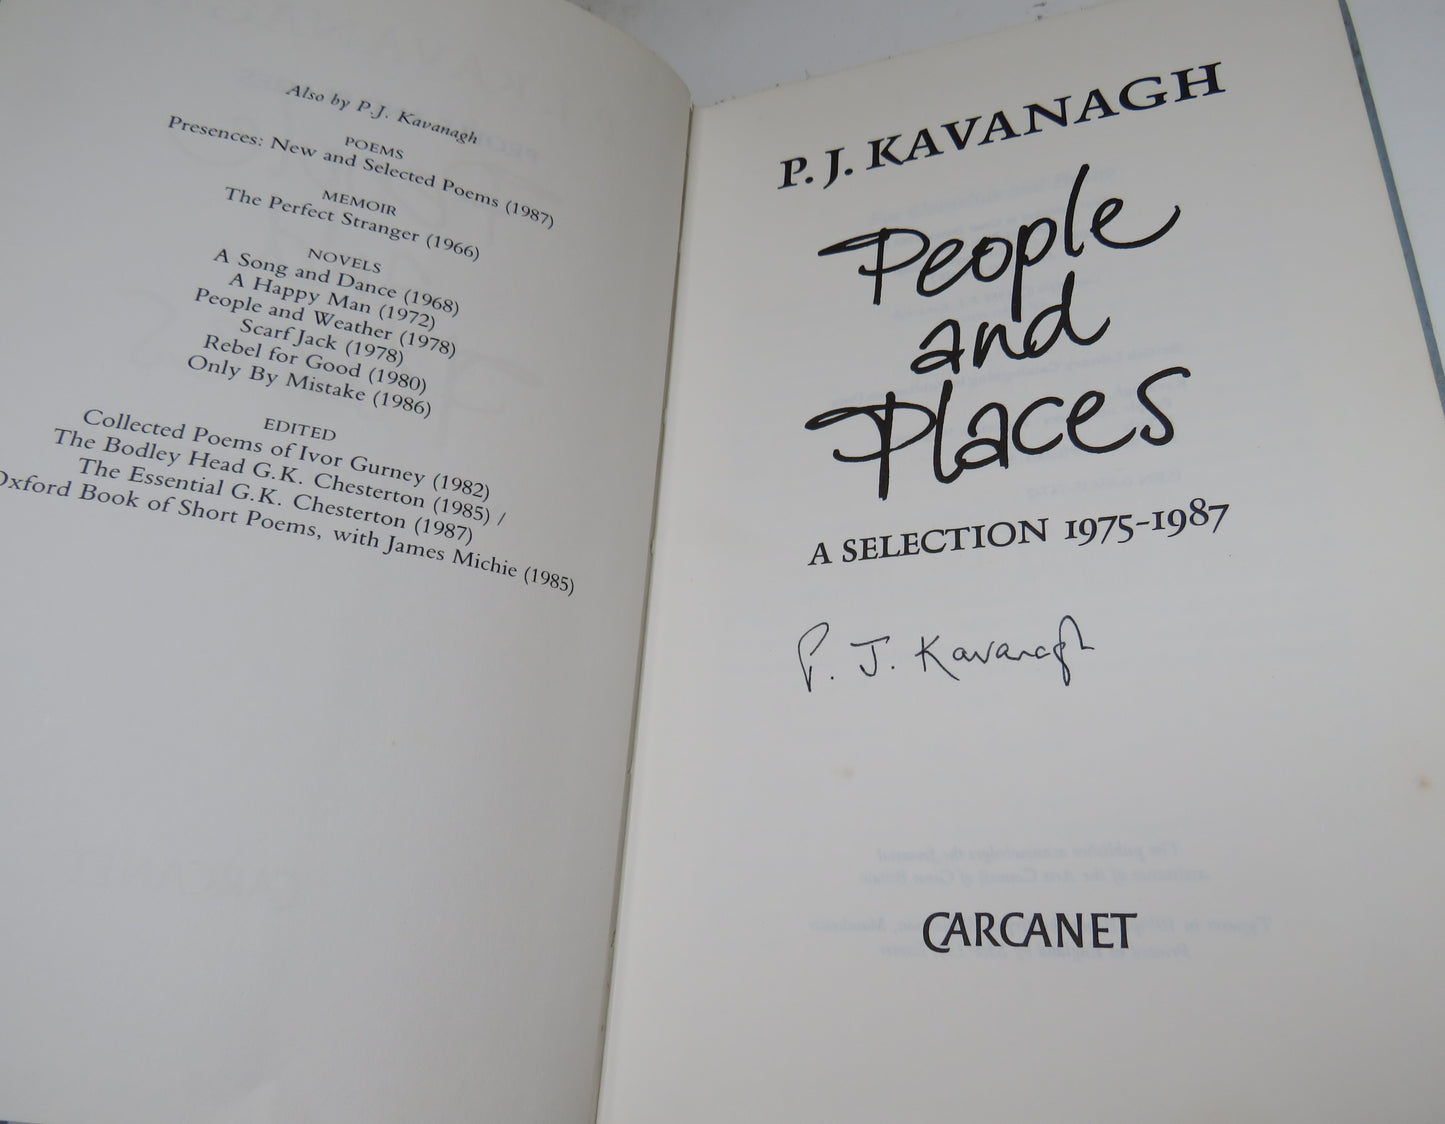 Also by P.J. Kavanagh
POEMS
Presences: New and Selected Poems (1987)
MEMOIR
The Perfect Stranger (1966)
NOVELS
A Song and Dance (1968)
A Happy Man (1972)
People and Weather (1978)
Scarf Jack (1978)
Rebel for Good (1980)
Only By Mistake (1986)
EDITED
Collected Poems of Ivor Gurney (1982)
The Bodley Head G.K. Chesterton (1985) /
The Essential G.K. Chesterton (1987)
Oxford Book of Short Poems, with James Michie (1985)
P. J. KAVANAGH
People
and
Places
A SELECTION 1975-1987
P. J. Kavanagh
CARCANET